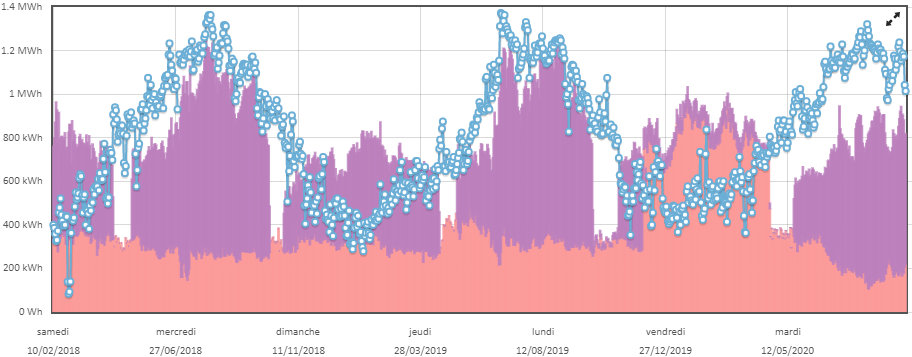 1.4 MWh
1.2 MWh
1 MWh
800 kWh
600 kWh
400 kWh
200 kWh
0 Wh
samedi mercredi dimanche jeudi lundi vendredi mardi
10/02/2018 27/06/2018 11/11/2018 28/03/2019 12/08/2019 27/12/2019 12/05/2020